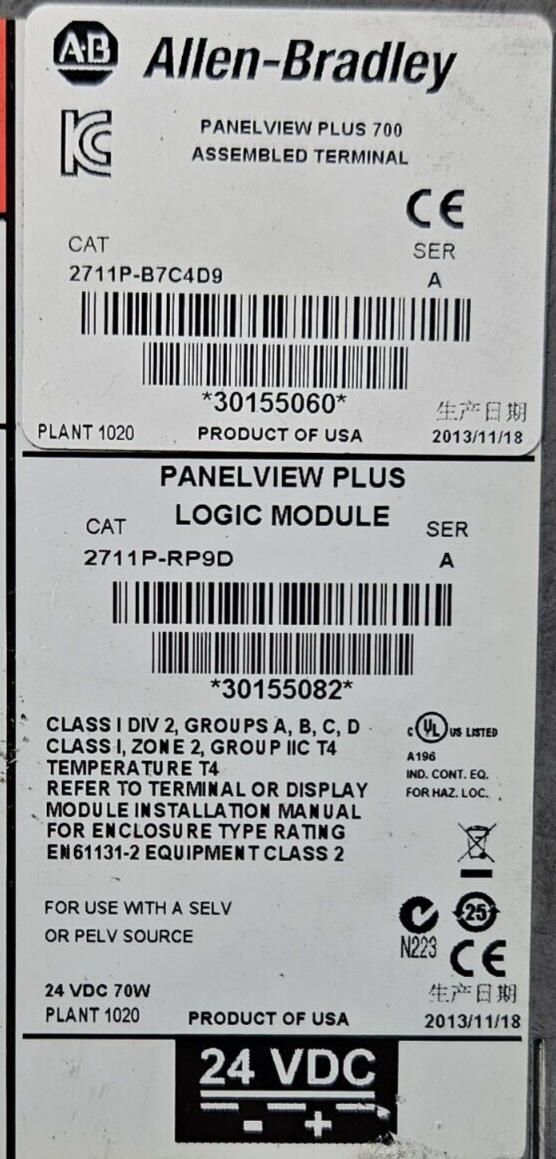 A·B Allen-Bradley
PANELVIEW PLUS 700
ASSEMBLED TERMINAL
CE
CAT
SER
2711P-B7C4D9
A
*30155060*
生产日期
PLANT 1020 PRODUCT OF USA 2013/11/18
PANELVIEW PLUS
LOGIC MODULE
CAT
SER
2711P-RP9D
A
*30155082*
CLASS I DIV 2, GROUPS A, B, C, D
CLASS I, ZONE 2, GROUP IIC T4
TEMPERATURE T4
REFER TO TERMINAL OR DISPLAY
MODULE INSTALLATION MANUAL
FOR ENCLOSURE TYPE RATING
EN61131-2 EQUIPMENT CLASS 2
C UL US LISTED
A196
IND. CONT. EQ.
FOR HAZ. LOC.
FOR USE WITH A SELV
OR PELV SOURCE
25
N223
CE
24 VDC 70W
生产日期
PLANT 1020 PRODUCT OF USA 2013/11/18
24 VDC
- +